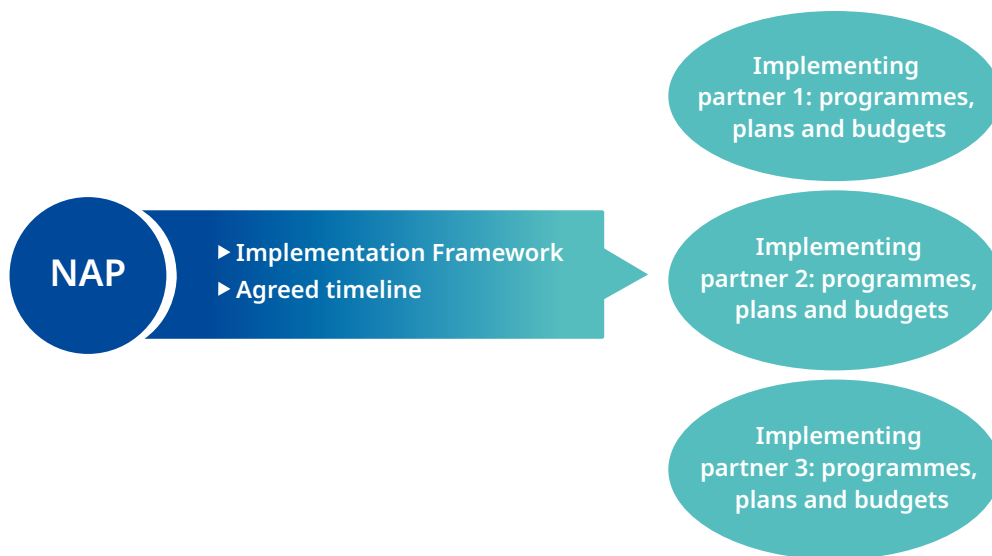 NAP
▶ Implementation Framework
▶ Agreed timeline
Implementing
partner 1: programmes,
plans and budgets
Implementing
partner 2: programmes,
plans and budgets
Implementing
partner 3: programmes,
plans and budgets